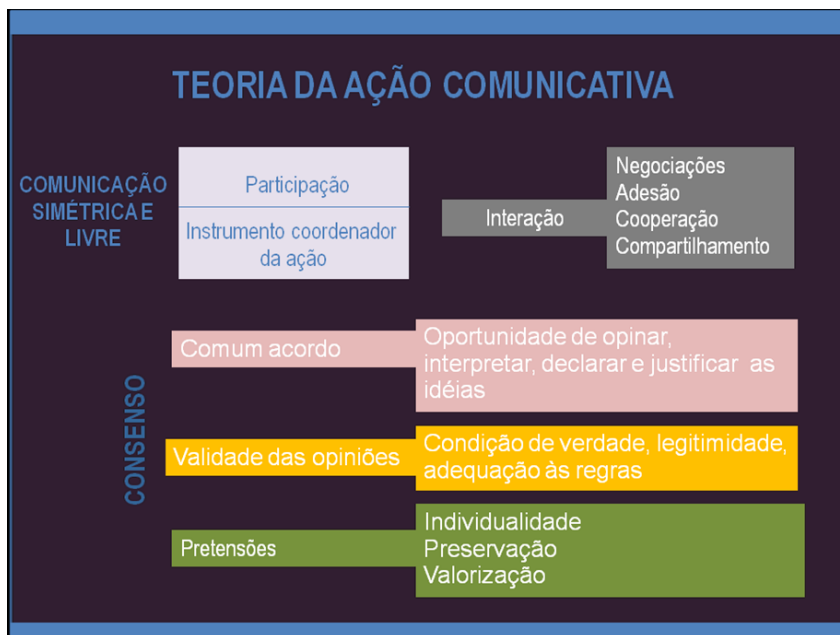 TEORIA DA AÇÃO COMUNICATIVA
COMUNICAÇÃO
SIMÉTRICA E
LIVRE
Participação
Instrumento coordenador
da ação
Interação
Negociações
Adesão
Cooperação
Compartilhamento
CONSENSO
Comum acordo
Oportunidade de opinar,
interpretar, declarar e justificar as
idéias
Validade das opiniões
Condição de verdade, legitimidade,
adequação às regras
Pretensões
Individualidade
Preservação
Valorização